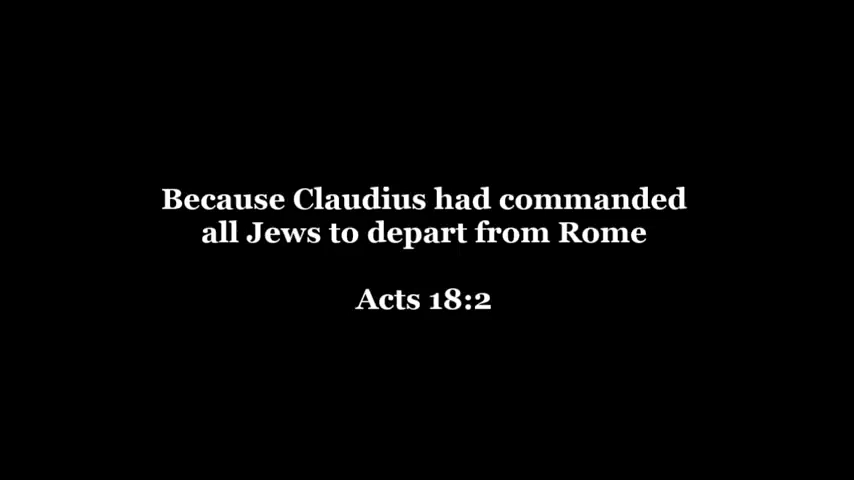 Because Claudius had commanded
all Jews to depart from Rome
Acts 18:2